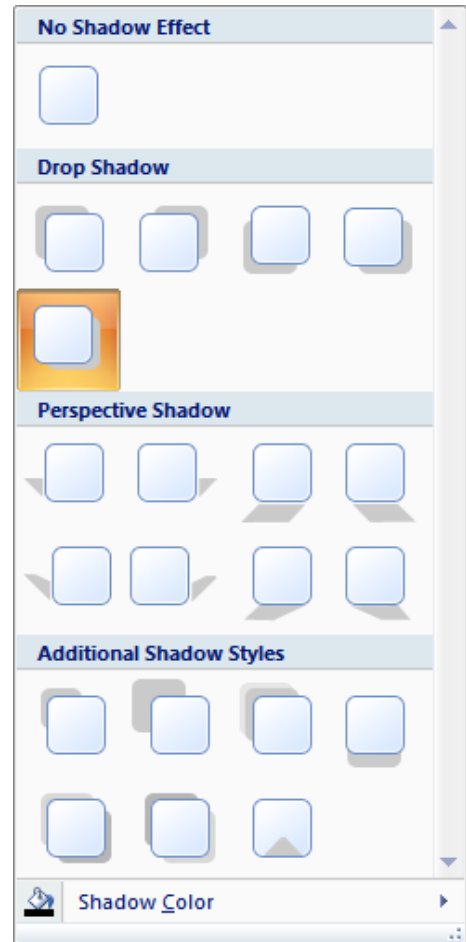 No Shadow Effect
Drop Shadow
Perspective Shadow
Additional Shadow Styles
Shadow Color